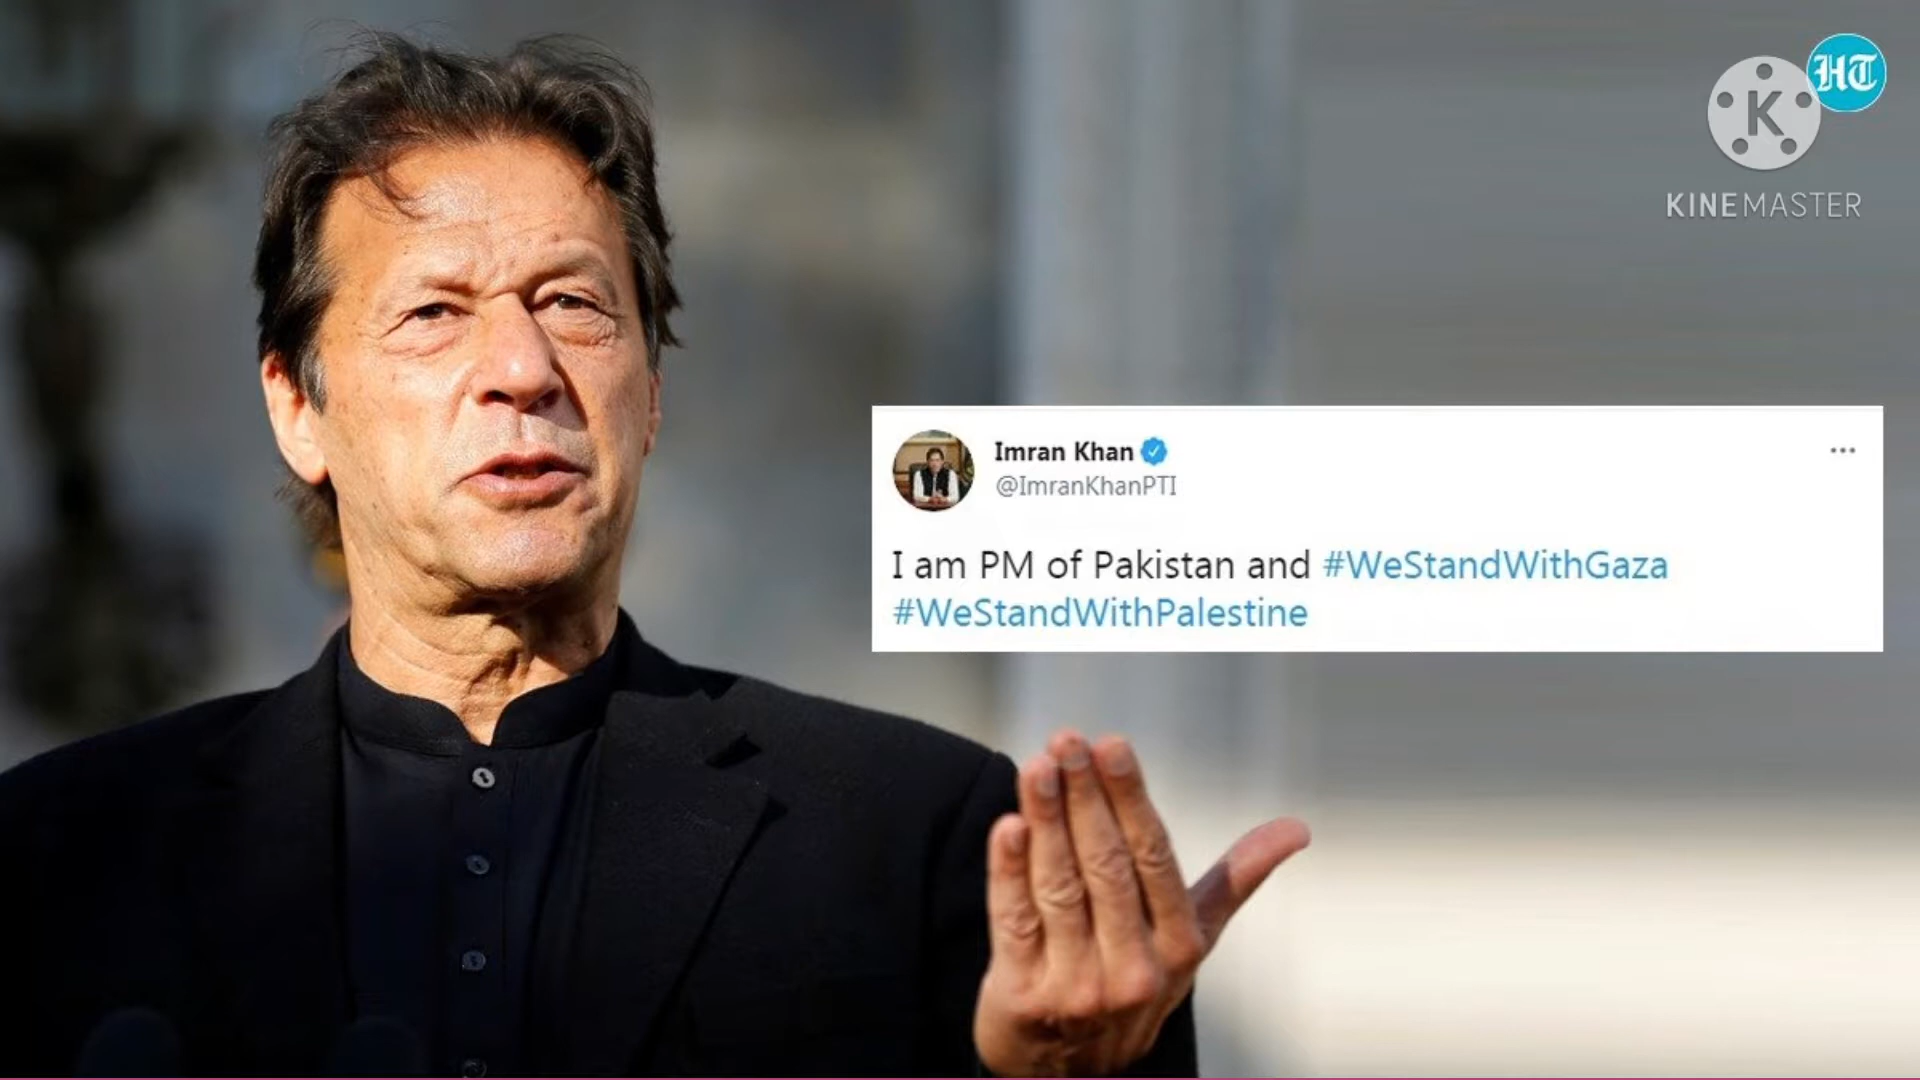 HT
K
KINEMASTER
Imran Khan
@ImranKhanPTI
I am PM of Pakistan and #WeStandWithGaza
#WeStandWithPalestine